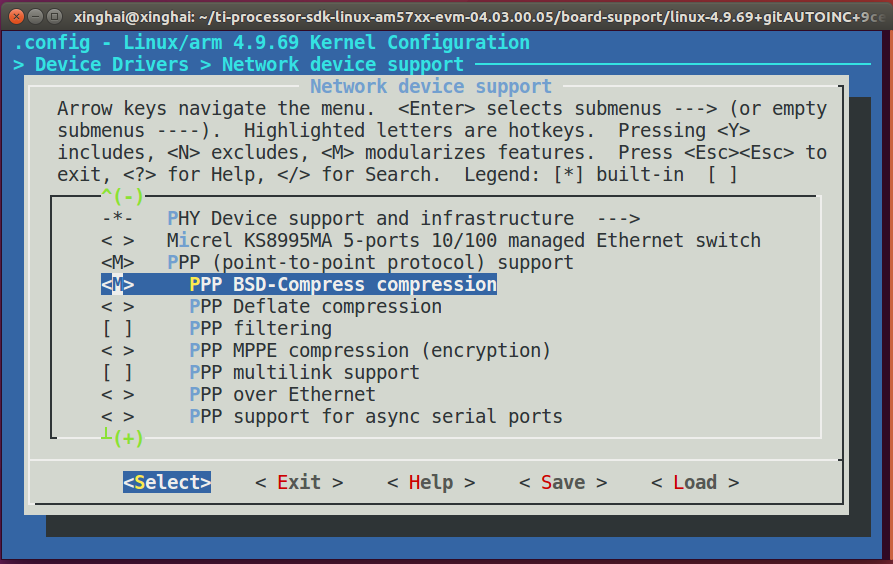 xinghai@xinghai: ~/ti-processor-sdk-linux-am57xx-evm-04.03.00.05/board-support/linux-4.9.69+gitAUTOINC+9ce
.config - Linux/arm 4.9.69 Kernel Configuration
> Device Drivers > Network device support
Network device support
Arrow keys navigate the menu.  <Enter> selects submenus ---> (or empty
submenus ----).  Highlighted letters are hotkeys.  Pressing <Y>
includes, <N> excludes, <M> modularizes features.  Press <Esc><Esc> to
exit, <?> for Help, </> for Search.  Legend: [*] built-in  [ ]
^(-)
-*-   PHY Device support and infrastructure  --->
< >   Micrel KS8995MA 5-ports 10/100 managed Ethernet switch
<M>   PPP (point-to-point protocol) support
<M>     PPP BSD-Compress compression
< >     PPP Deflate compression
[ ]     PPP filtering
< >     PPP MPPE compression (encryption)
[ ]     PPP multilink support
< >     PPP over Ethernet
< >     PPP support for async serial ports
┴(+)
<Select>    < Exit >    < Help >    < Save >    < Load >